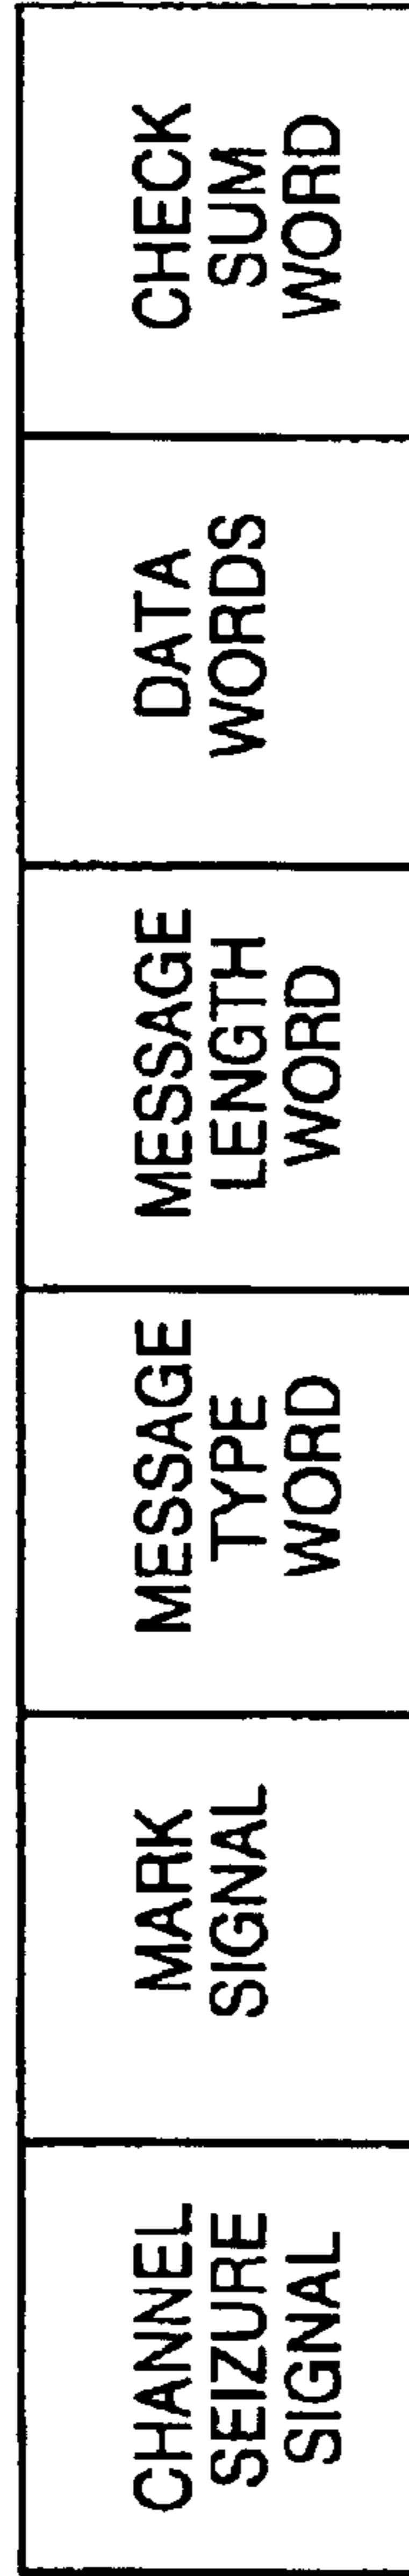 CHANNEL
SEIZURE
SIGNAL
MARK
SIGNAL
MESSAGE
TYPE
WORD
MESSAGE
LENGTH
WORD
DATA
WORDS
CHECK
SUM
WORD